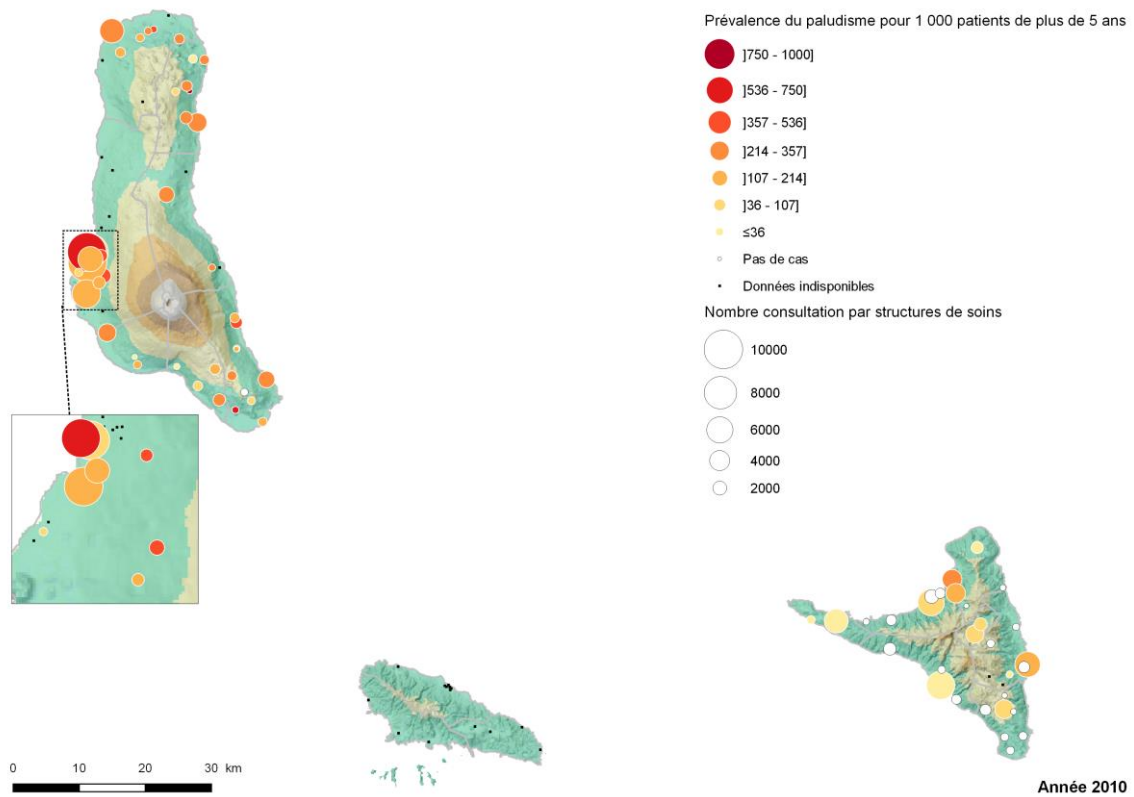 Prévalence du paludisme pour 1 000 patients de plus de 5 ans
]750 - 1000]
]536 - 750]
]357 - 536]
]214 - 357]
]107 - 214]
]36 - 107]
≤36
Pas de cas
Données indisponibles
Nombre consultation par structures de soins
10000
8000
6000
4000
2000
0 10 20 30 km
Année 2010